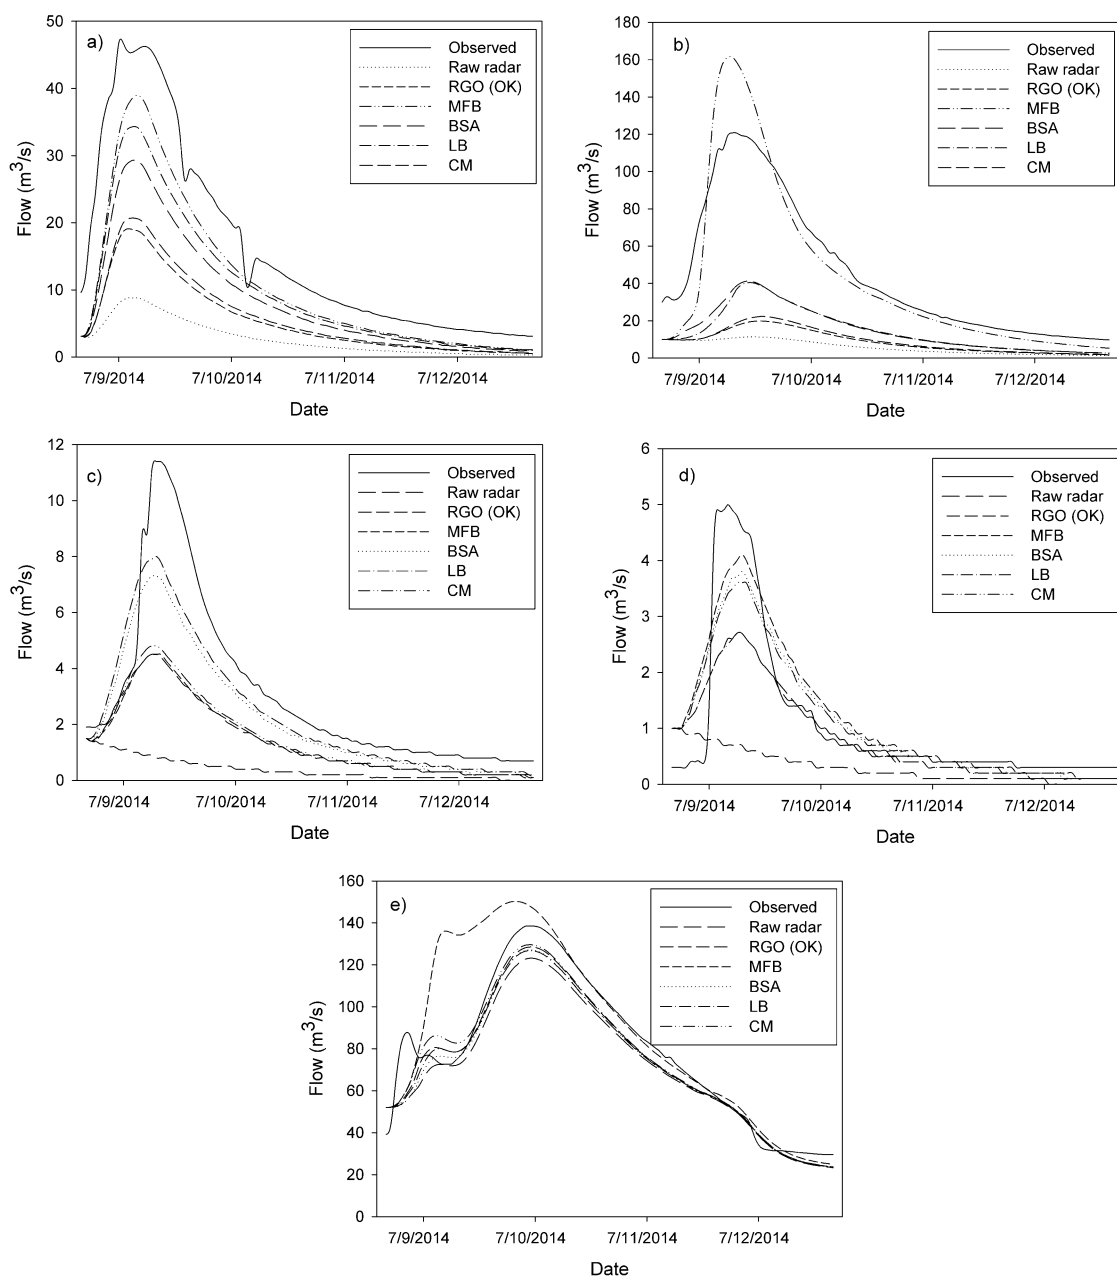 a)
Flow (m3/s)
50
40
30
20
10
0
Observed
Raw radar
RGO (OK)
MFB
BSA
LB
CM
7/9/2014 7/10/2014 7/11/2014 7/12/2014
Date
b)
Flow (m3/s)
180
160
140
120
100
80
60
40
20
0
Observed
Raw radar
RGO (OK)
MFB
BSA
LB
CM
7/9/2014 7/10/2014 7/11/2014 7/12/2014
Date
c)
Flow (m3/s)
12
10
8
6
4
2
0
Observed
Raw radar
RGO (OK)
MFB
BSA
LB
CM
7/9/2014 7/10/2014 7/11/2014 7/12/2014
Date
d)
Flow (m3/s)
6
5
4
3
2
1
0
Observed
Raw radar
RGO (OK)
MFB
BSA
LB
CM
7/9/2014 7/10/2014 7/11/2014 7/12/2014
Date
e)
Flow (m3/s)
160
140
120
100
80
60
40
20
0
Observed
Raw radar
RGO (OK)
MFB
BSA
LB
CM
7/9/2014 7/10/2014 7/11/2014 7/12/2014
Date